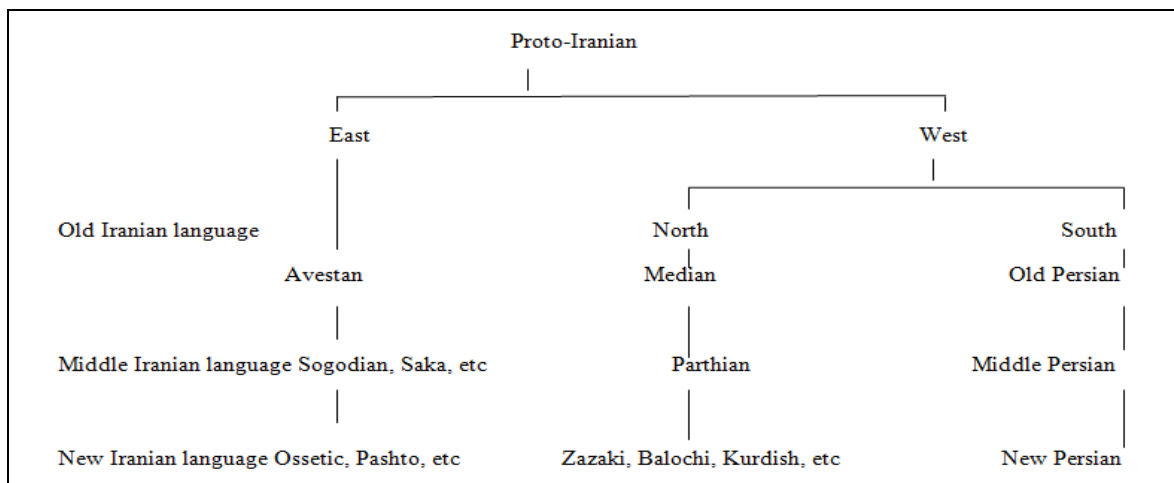 Proto-Iranian
East West
Old Iranian language North South
Avestan Median Old Persian
Middle Iranian language Sogodian, Saka, etc Parthian Middle Persian
New Iranian language Ossetic, Pashto, etc Zazaki, Balochi, Kurdish, etc New Persian